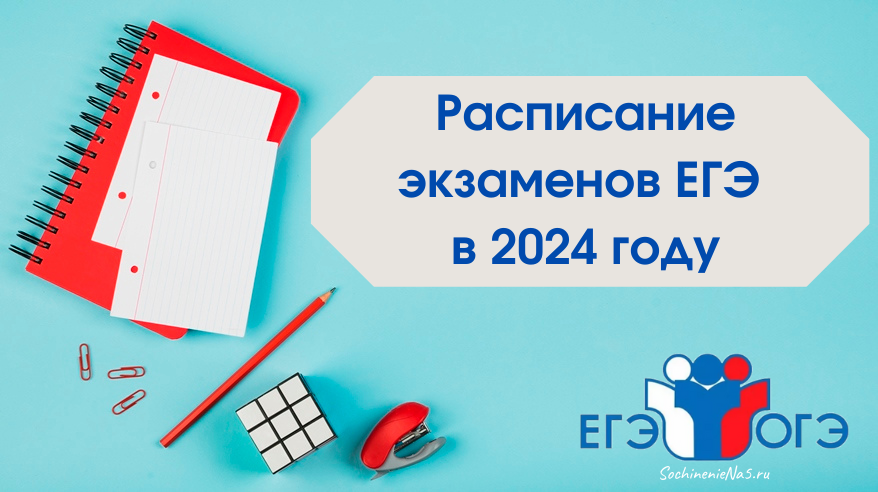 Расписание
экзаменов ЕГЭ
в 2024 году
ЕГЭ ОГЭ
SochinenieNa5.ru